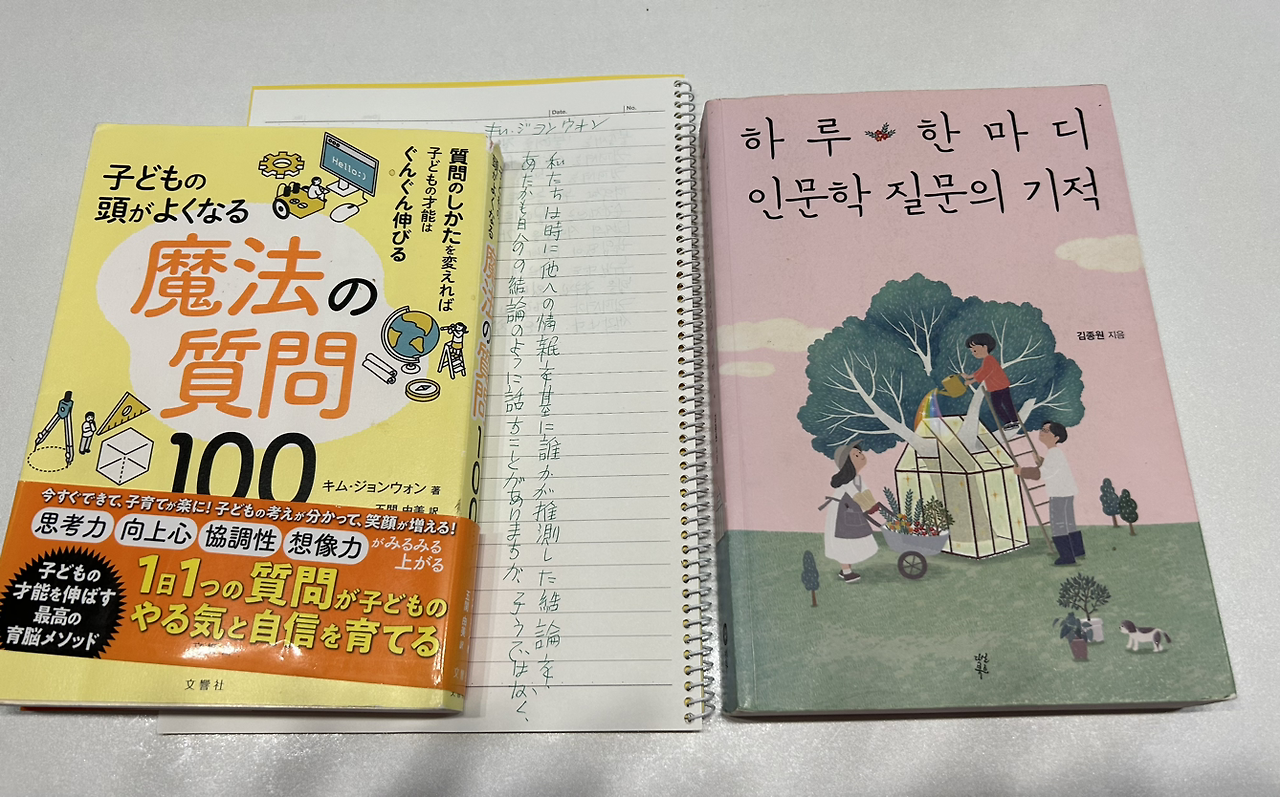 子どもの
頭がよくなる
魔法の
質問
100
質問のしかたを変えれば
子どもの才能は
ぐんぐん伸びる
Hello:)
キム・ジョンウォン 著
五関 由美 訳
今すぐできて、子育てが楽に! 子どもの考えが分かって、笑顔が増える!
思考力 向上心 協調性 想像力 がみるみる
上がる
子どもの
才能を伸ばす
最高の
育脳メソッド
1日1つの質問が子どもの
やる気と自信を育てる
文響社
Date.
No.
キム・ジョンウォン
私たちは時に他人の情報を基に誰かが推測した結論を、
あたかも自分の結論のように話すことがありますが、そうではなく、
하루 한마디
인문학 질문의 기적
김종원 지음